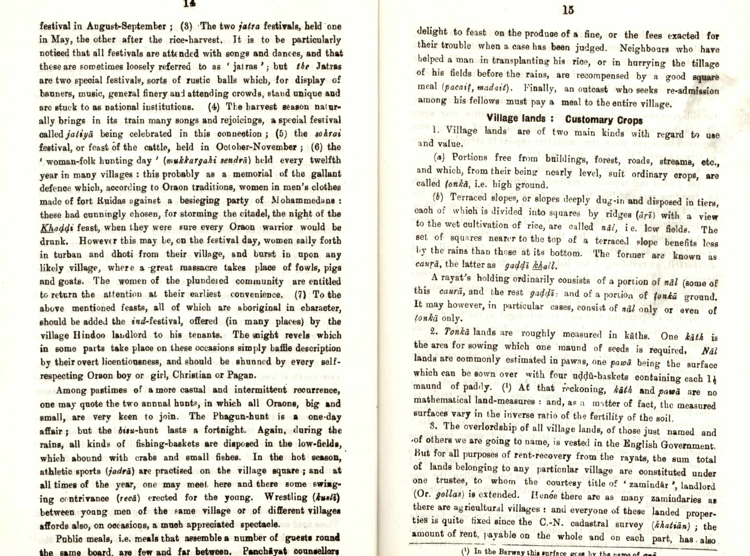 14
festival in August-September ; (3) The two jatra festivals, held one
in May, the other after the rice-harvest. It is to be particularly
noticed that all festivals are attended with songs and dances, and that
these are sometimes loosely referred to as ' jatras ' ; but the Jatras
are two special festivals, sorts of rustic balls which, for display of
banners, music, general finery and attending crowds, stand unique and
are stuck to as national institutions. (4) The harvest season natur-
ally brings in its train many songs and rejoicings, a special festival
called jatiyā being celebrated in this connection ; (5) the sohrai
festival, or feast of the cattle, held in October-November ; (6) the
' woman-folk hunting day ' (mukkargahi sendrā) held every twelfth
year in many villages : this probably as a memorial of the gallant
defence which, according to Oraon traditions, women in men's clothes
made of fort Ruidas against a besieging party of Mohammedans :
these bad cunningly chosen, for storming the citadel, the night of the
Khaddi feast, when they were sure every Oraon warrior would be
drunk. However this may be, on the festival day, women sally forth
in turban and dhoti from their village, and burst in upon any
likely village, where a great massacre takes place of fowls, pigs
and goats. The women of the plundered community are entitled
to return the attention at their earliest convenience. (7) To the
above mentioned feasts, all of which are aboriginal in character,
should be added the ind-festival, offered (in many places) by the
village Hindoo landlord to his tenants. The night revels which
in some parts take place on these occasions simply baffle description
by their overt licentiousness, and should be shunned by every self-
respecting Oraon boy or girl, Christian or Pagan.
Among pastimes of a more casual and intermittent recurrence,
one may quote the two annual hunts, in which all Oraons, big and
small, are very keen to join. The Phagun-hunt is a one-day
affair ; but the bisu-hunt lasts a fortnight. Again, during the
rains, all kinds of fishing-baskets are disposed in the low-fields,
which abound with crabs and small fishes. In the hot season,
athletic sports (jadrā) are practised on the village square ; and at
all times of the year, one may meet here and there some swing-
ing contrivance (recā) erected for the young. Wrestling (kusti)
between young men of the same village or of different villages
affords also, on occasions, a much appreciated spectacle.
Public meals, i.e. meals that assemble a number of guests round
the same board, are few and far between. Panchāyat counsellors
15
delight to feast on the produce of a fine, or the fees exacted for
their trouble when a case has been judged. Neighbours who have
helped a man in transplanting his rice, or in hurrying the tillage
of his fields before the rains, are recompensed by a good square
meal (pacait, madait). Finally, an outcast who seeks re-admission
among his fellows must pay a meal to the entire village.
Village lands : Customary Crops
1. Village lands are of two main kinds with regard to use
and value.
(a) Portions free from buildings, forest, roads, streams, etc.,
and which, from their being nearly level, suit ordinary crops, are
called ṭonkā, i.e. high ground.
(b) Terraced slopes, or slopes deeply dug-in and disposed in tiers,
each of which is divided into squares by ridges (āṛī) with a view
to the wet cultivation of rice, are called nāl, i.e. low fields. The
set of squares nearer to the top of a terraced slope benefits less
by the rains than those at its bottom. The former are known as
cauṛā, the latter as gaḍḍi khall.
A rayat's holding ordinarily consists of a portion of nāl (some of
this caurā, and the rest gaḍḍi : and of a portion of ṭonkā ground.
It may however, in particular cases, consist of nāl only or even of
ṭonkā only.
2. Ṭonkā lands are roughly measured in kāths. One kāth is
the area for sowing which one maund of seeds is required. Nāl
lands are commonly estimated in pawas, one pawā being the surface
which can be sown over with four uḍḍū-baskets containing each 1¼
maund of paddy. (¹) At that reckoning, kāth and pawā are no
mathematical land-measures : and, as a matter of fact, the measured
surfaces vary in the inverse ratio of the fertility of the soil.
3. The overlordship of all village lands, of those just named and
of others we are going to name, is vested in the English Government.
But for all purposes of rent-recovery from the rayats, the sum total
of lands belonging to any particular village are constituted under
one trustee, to whom the courtesy title of ' zamindār ', landlord
(Or. gollas) is extended. Hence there are as many zamindaries as
there are agricultural villages : and everyone of these landed proper-
ties is quite fixed since the C.-N. cadastral survey (khatiān) ; the
amount of rent, payable on the whole and on each part, has also
(¹) In the Barway this surface goes by the name of